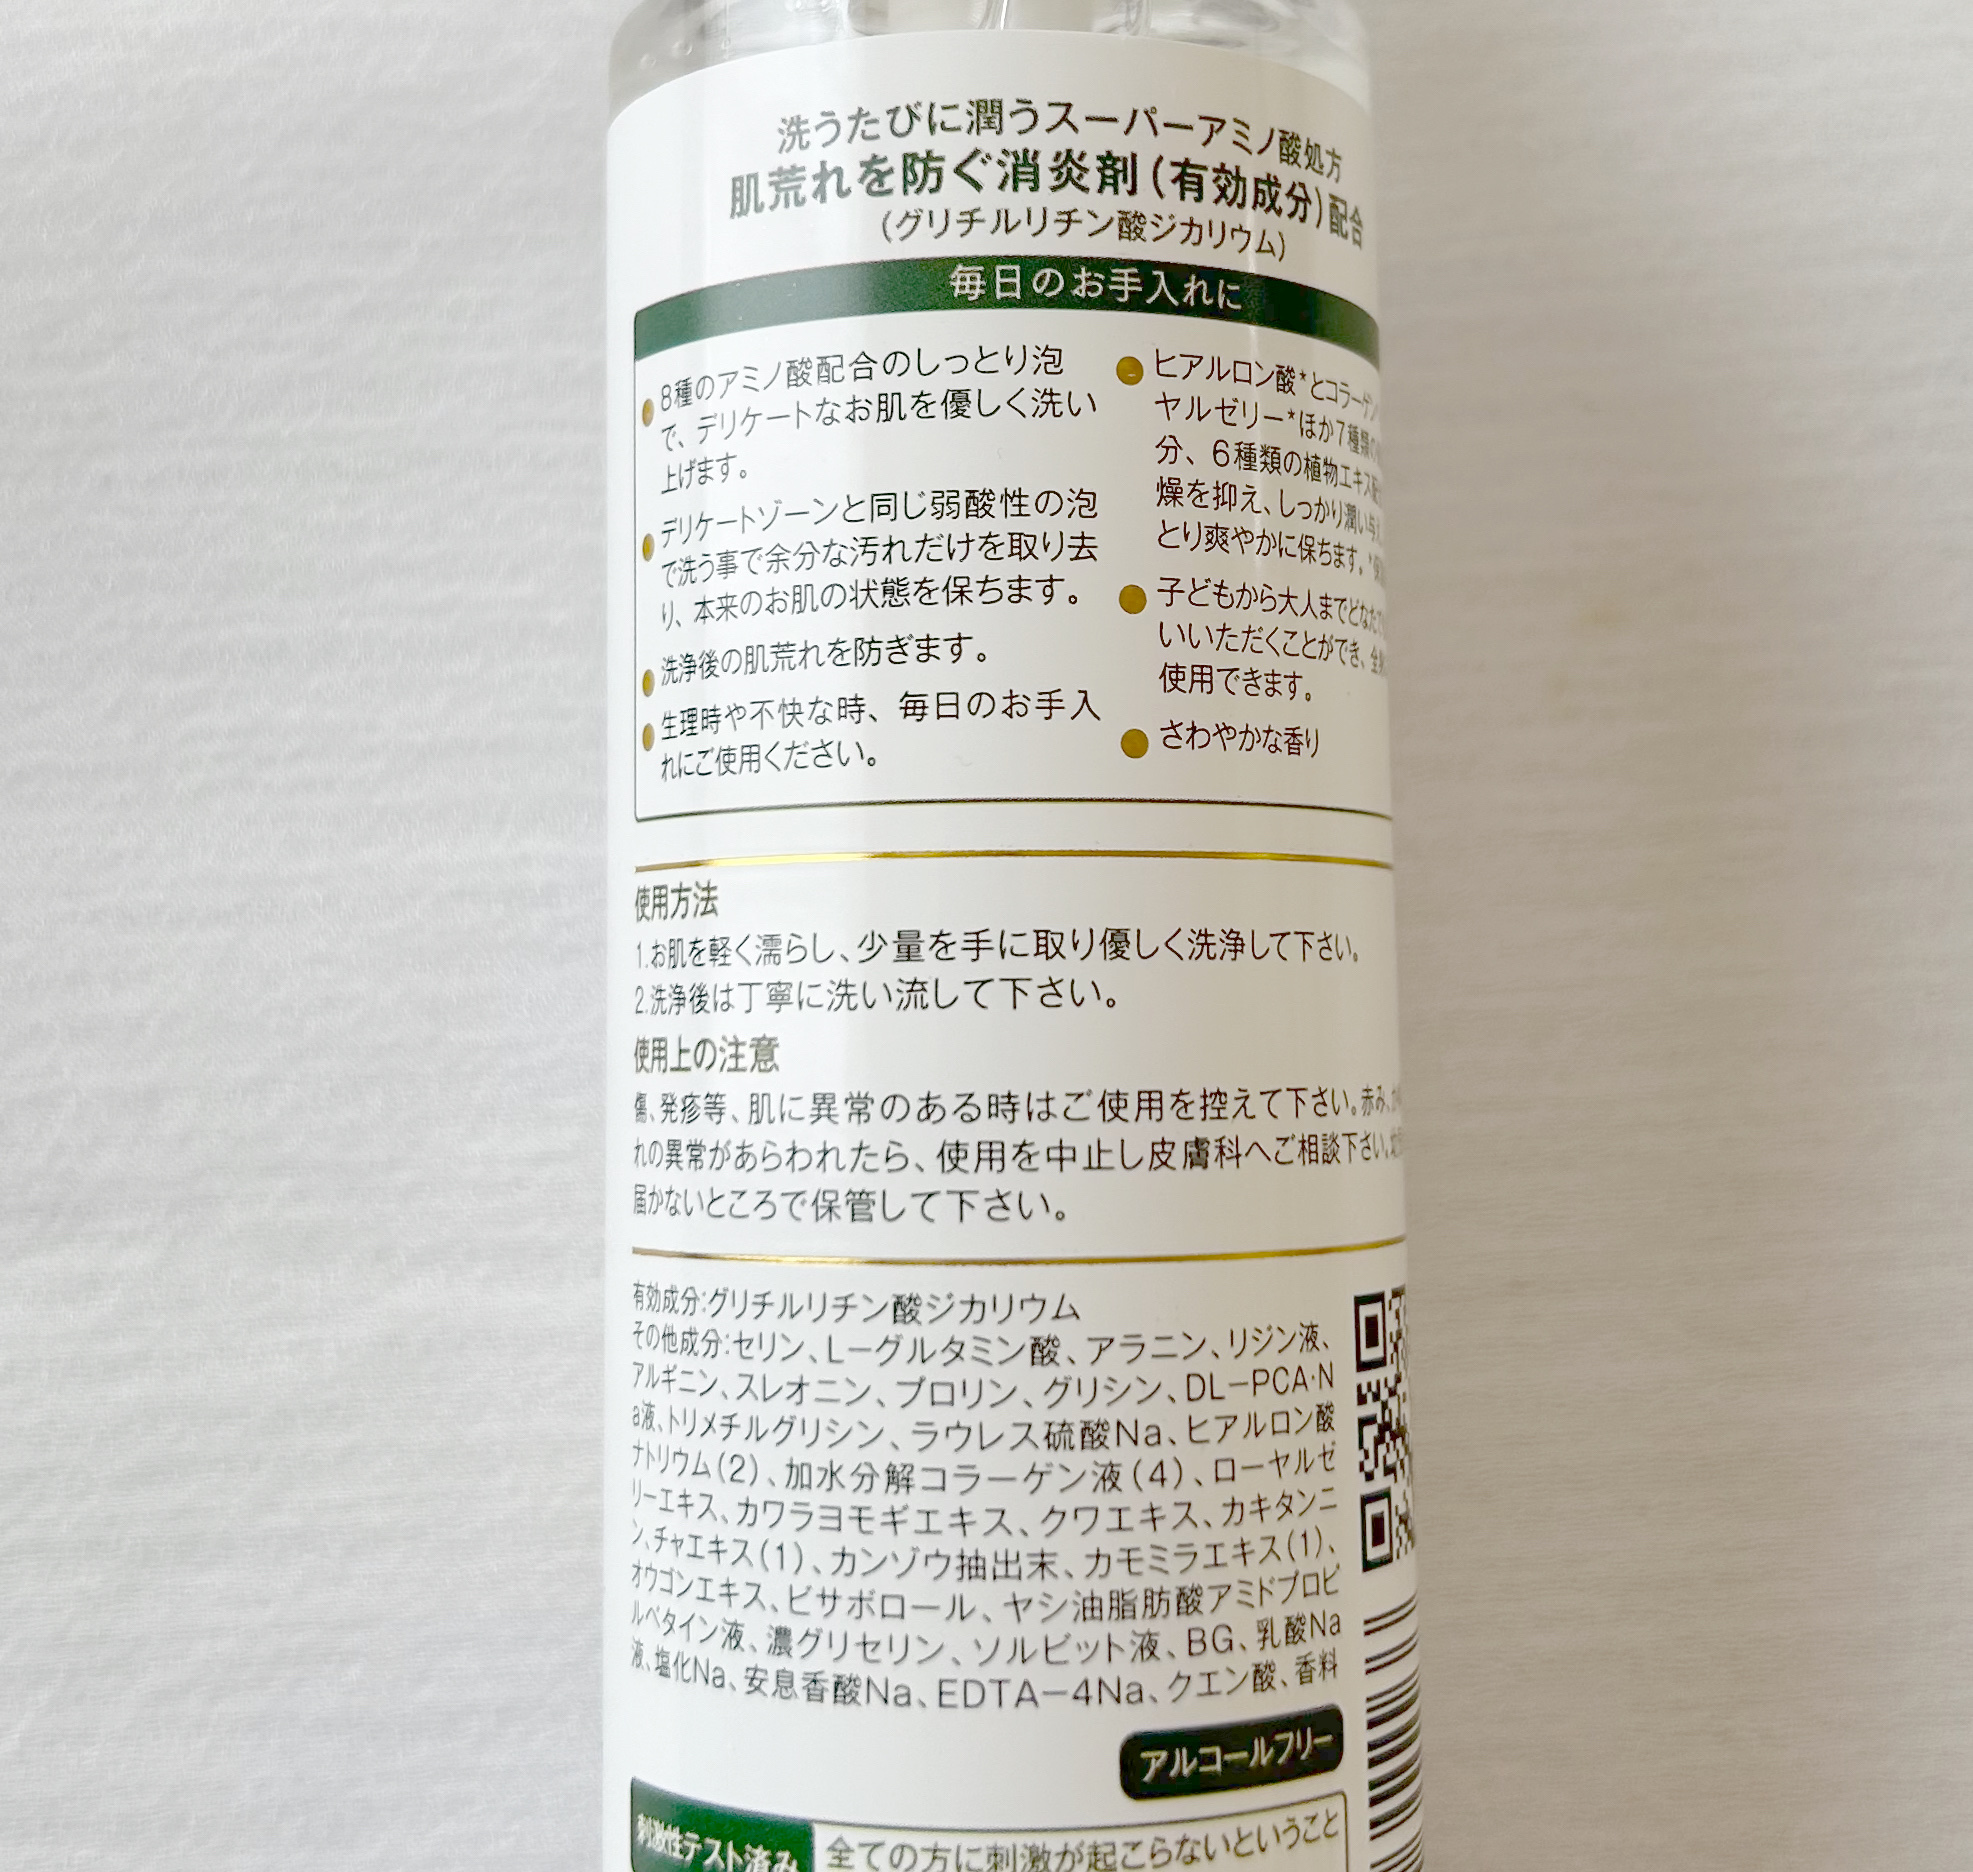 洗うたびに潤うスーパーアミノ酸処方
肌荒れを防ぐ消炎剤(有効成分)配合
(グリチルリチン酸ジカリウム)
毎日のお手入れに
8種のアミノ酸配合のしっとり泡
で、デリケートなお肌を優しく洗い
上げます。
デリケートゾーンと同じ弱酸性の泡
で洗う事で余分な汚れだけを取り去
り、本来のお肌の状態を保ちます。
洗浄後の肌荒れを防ぎます。
生理時や不快な時、毎日のお手入
れにご使用ください。
ヒアルロン酸*とコラーゲン
ヤルゼリー*ほか7種類
分、6種類の植物エキス
燥を抑え、しっかり潤い
とり爽やかに保ちます。
子どもから大人までどなた
いいただくことができ、
使用できます。
さわやかな香り
使用方法
1.お肌を軽く濡らし、少量を手に取り優しく洗浄して下さい。
2.洗浄後は丁寧に洗い流して下さい。
使用上の注意
傷、発疹等、肌に異常のある時はご使用を控えて下さい。赤み、
れの異常があらわれたら、使用を中止し皮膚科へご相談下さい。
届かないところで保管して下さい。
有効成分:グリチルリチン酸ジカリウム
その他成分:セリン、L－グルタミン酸、アラニン、リジン液、
アルギニン、スレオニン、プロリン、グリシン、DL－PCA・N
a液、トリメチルグリシン、ラウレス硫酸Na、ヒアルロン酸
ナトリウム(2)、加水分解コラーゲン液(4)、ローヤルゼ
リーエキス、カワラヨモギエキス、クワエキス、カキタンニ
ン、チャエキス(1)、カンゾウ抽出末、カモミラエキス(1)、
オウゴンエキス、ビサボロール、ヤシ油脂肪酸アミドプロピ
ルベタイン液、濃グリセリン、ソルビット液、BG、乳酸Na
液、塩化Na、安息香酸Na、EDTA－4Na、クエン酸、香料
アルコールフリー
刺激性テスト済み
全ての方に刺激が起こらないということ